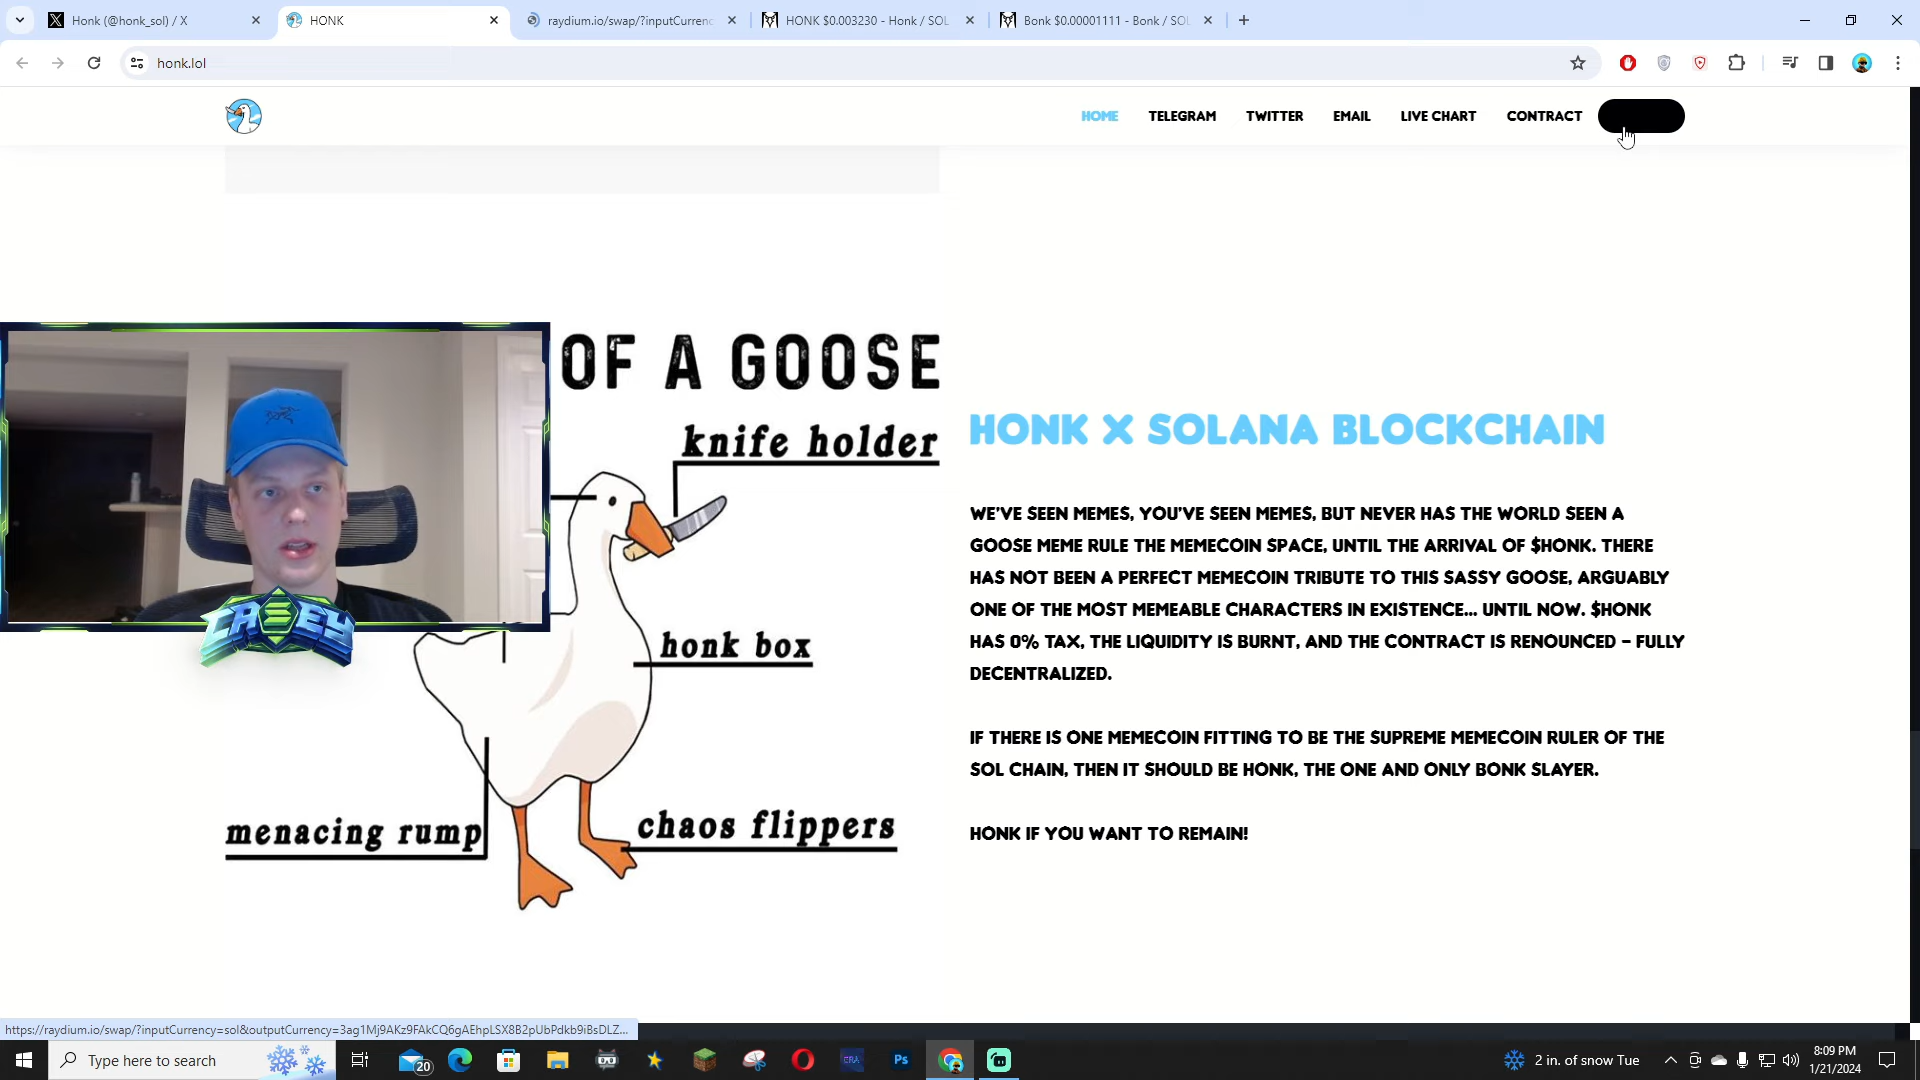 Honk (@honk_sol) / X
HONK
raydium.io/swap/?inputCurrenc
HONK $0.003230 - Honk / SOL
Bonk $0.00001111 - Bonk / SOL
honk.lol
HOME
TELEGRAM
TWITTER
EMAIL
LIVE CHART
CONTRACT
OF A GOOSE
knife holder
honk box
menacing rump
chaos flippers
CA3EY
HONK X SOLANA BLOCKCHAIN
WE'VE SEEN MEMES, YOU'VE SEEN MEMES, BUT NEVER HAS THE WORLD SEEN A
GOOSE MEME RULE THE MEMECOIN SPACE, UNTIL THE ARRIVAL OF $HONK. THERE
HAS NOT BEEN A PERFECT MEMECOIN TRIBUTE TO THIS SASSY GOOSE, ARGUABLY
ONE OF THE MOST MEMEABLE CHARACTERS IN EXISTENCE... UNTIL NOW. $HONK
HAS 0% TAX, THE LIQUIDITY IS BURNT, AND THE CONTRACT IS RENOUNCED – FULLY
DECENTRALIZED.
IF THERE IS ONE MEMECOIN FITTING TO BE THE SUPREME MEMECOIN RULER OF THE
SOL CHAIN, THEN IT SHOULD BE HONK, THE ONE AND ONLY BONK SLAYER.
HONK IF YOU WANT TO REMAIN!
https://raydium.io/swap/?inputCurrency=sol&outputCurrency=3ag1Mj9AKz9FAkCQ6gAEhpLSX8B2pUbPdkb9iBsDLZ...
Type here to search
20
Ps
2 in. of snow Tue
8:09 PM
1/21/2024